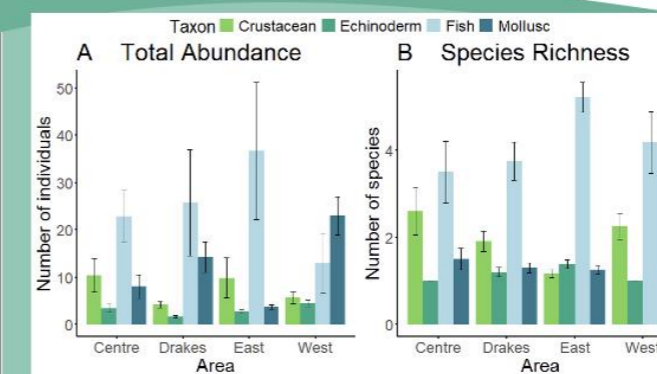 Taxon Crustacean Echinoderm Fish Mollusc
A Total Abundance
Number of individuals
50
40
30
20
10
0
Centre Drakes East West
Area
B Species Richness
Number of species
4
2
0
Centre Drakes East West
Area